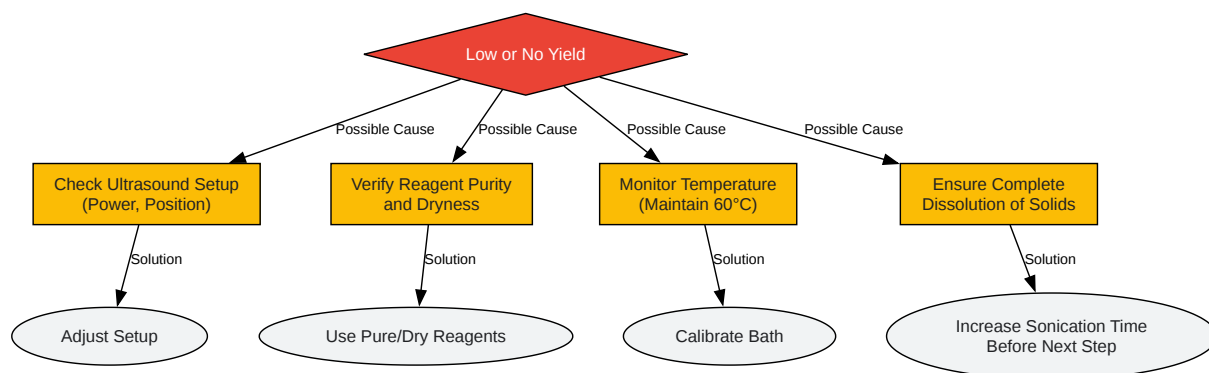 Low or No Yield
Possible Cause
Possible Cause
Possible Cause
Possible Cause
Check Ultrasound Setup
(Power, Position)
Verify Reagent Purity
and Dryness
Monitor Temperature
(Maintain 60°C)
Ensure Complete
Dissolution of Solids
Solution
Solution
Solution
Solution
Adjust Setup
Use Pure/Dry Reagents
Calibrate Bath
Increase Sonication Time
Before Next Step